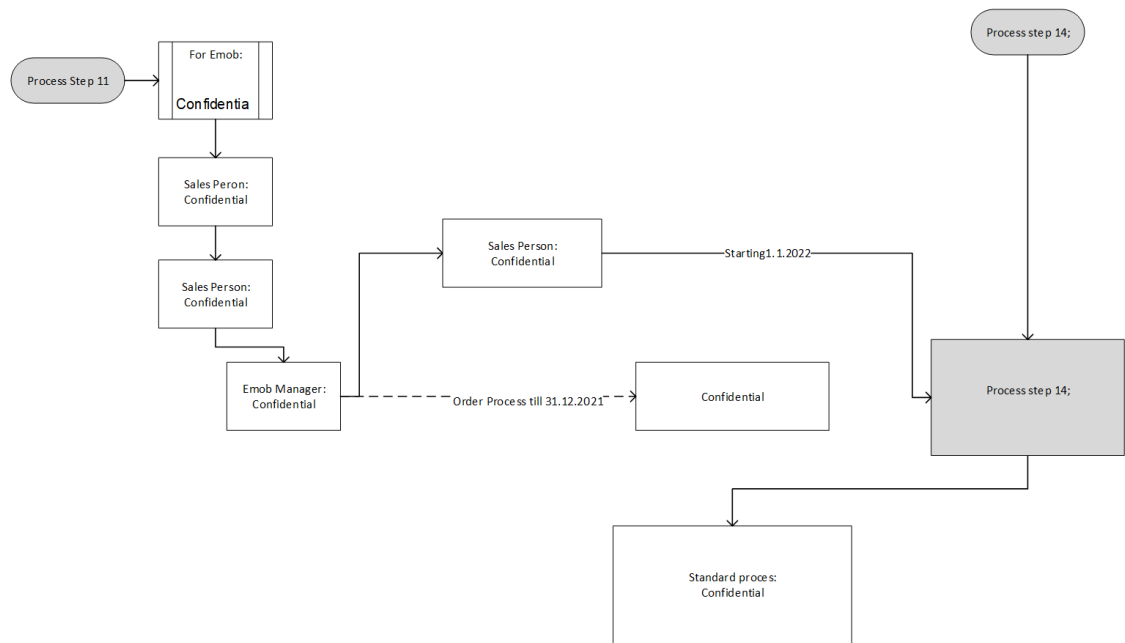 Process step 14;
For Emob:
Process Step 11
Confidentia
Sales Peron:
Confidential
Sales Person:
Confidential
Starting1.1.2022
Sales Person:
Confidential
Emob Manager:
Confidential
Order Process till 31.12.2021
Confidential
Process step 14;
Standard proces:
Confidential